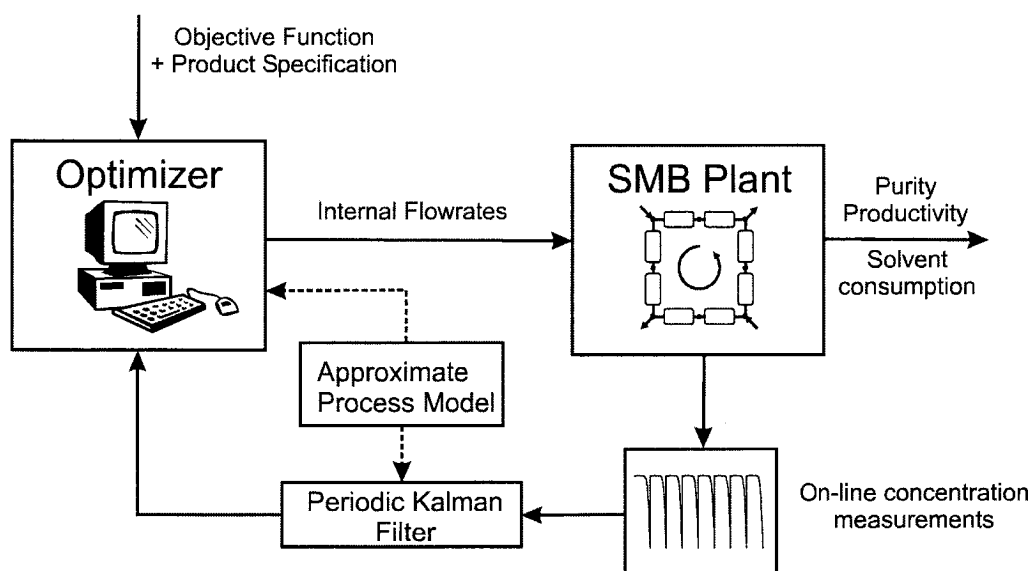 Objective Function
+ Product Specification
Optimizer
Internal Flowrates
SMB Plant
Purity
Productivity
Solvent
consumption
Approximate
Process Model
Periodic Kalman
Filter
On-line concentration
measurements